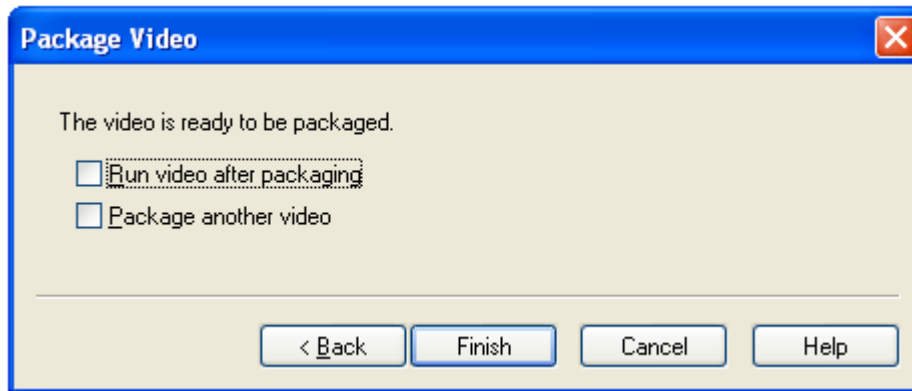 Package Video
The video is ready to be packaged.
Run video after packaging
Package another video
< Back Finish Cancel Help